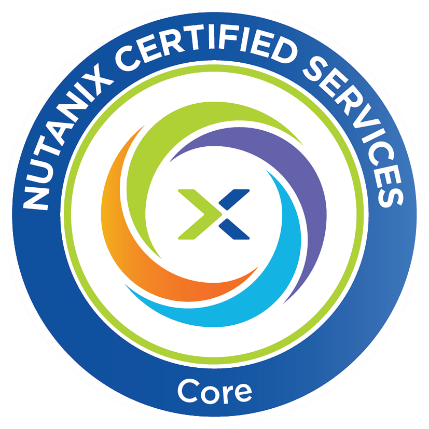 NUTANIX CERTIFIED SERVICES
Core